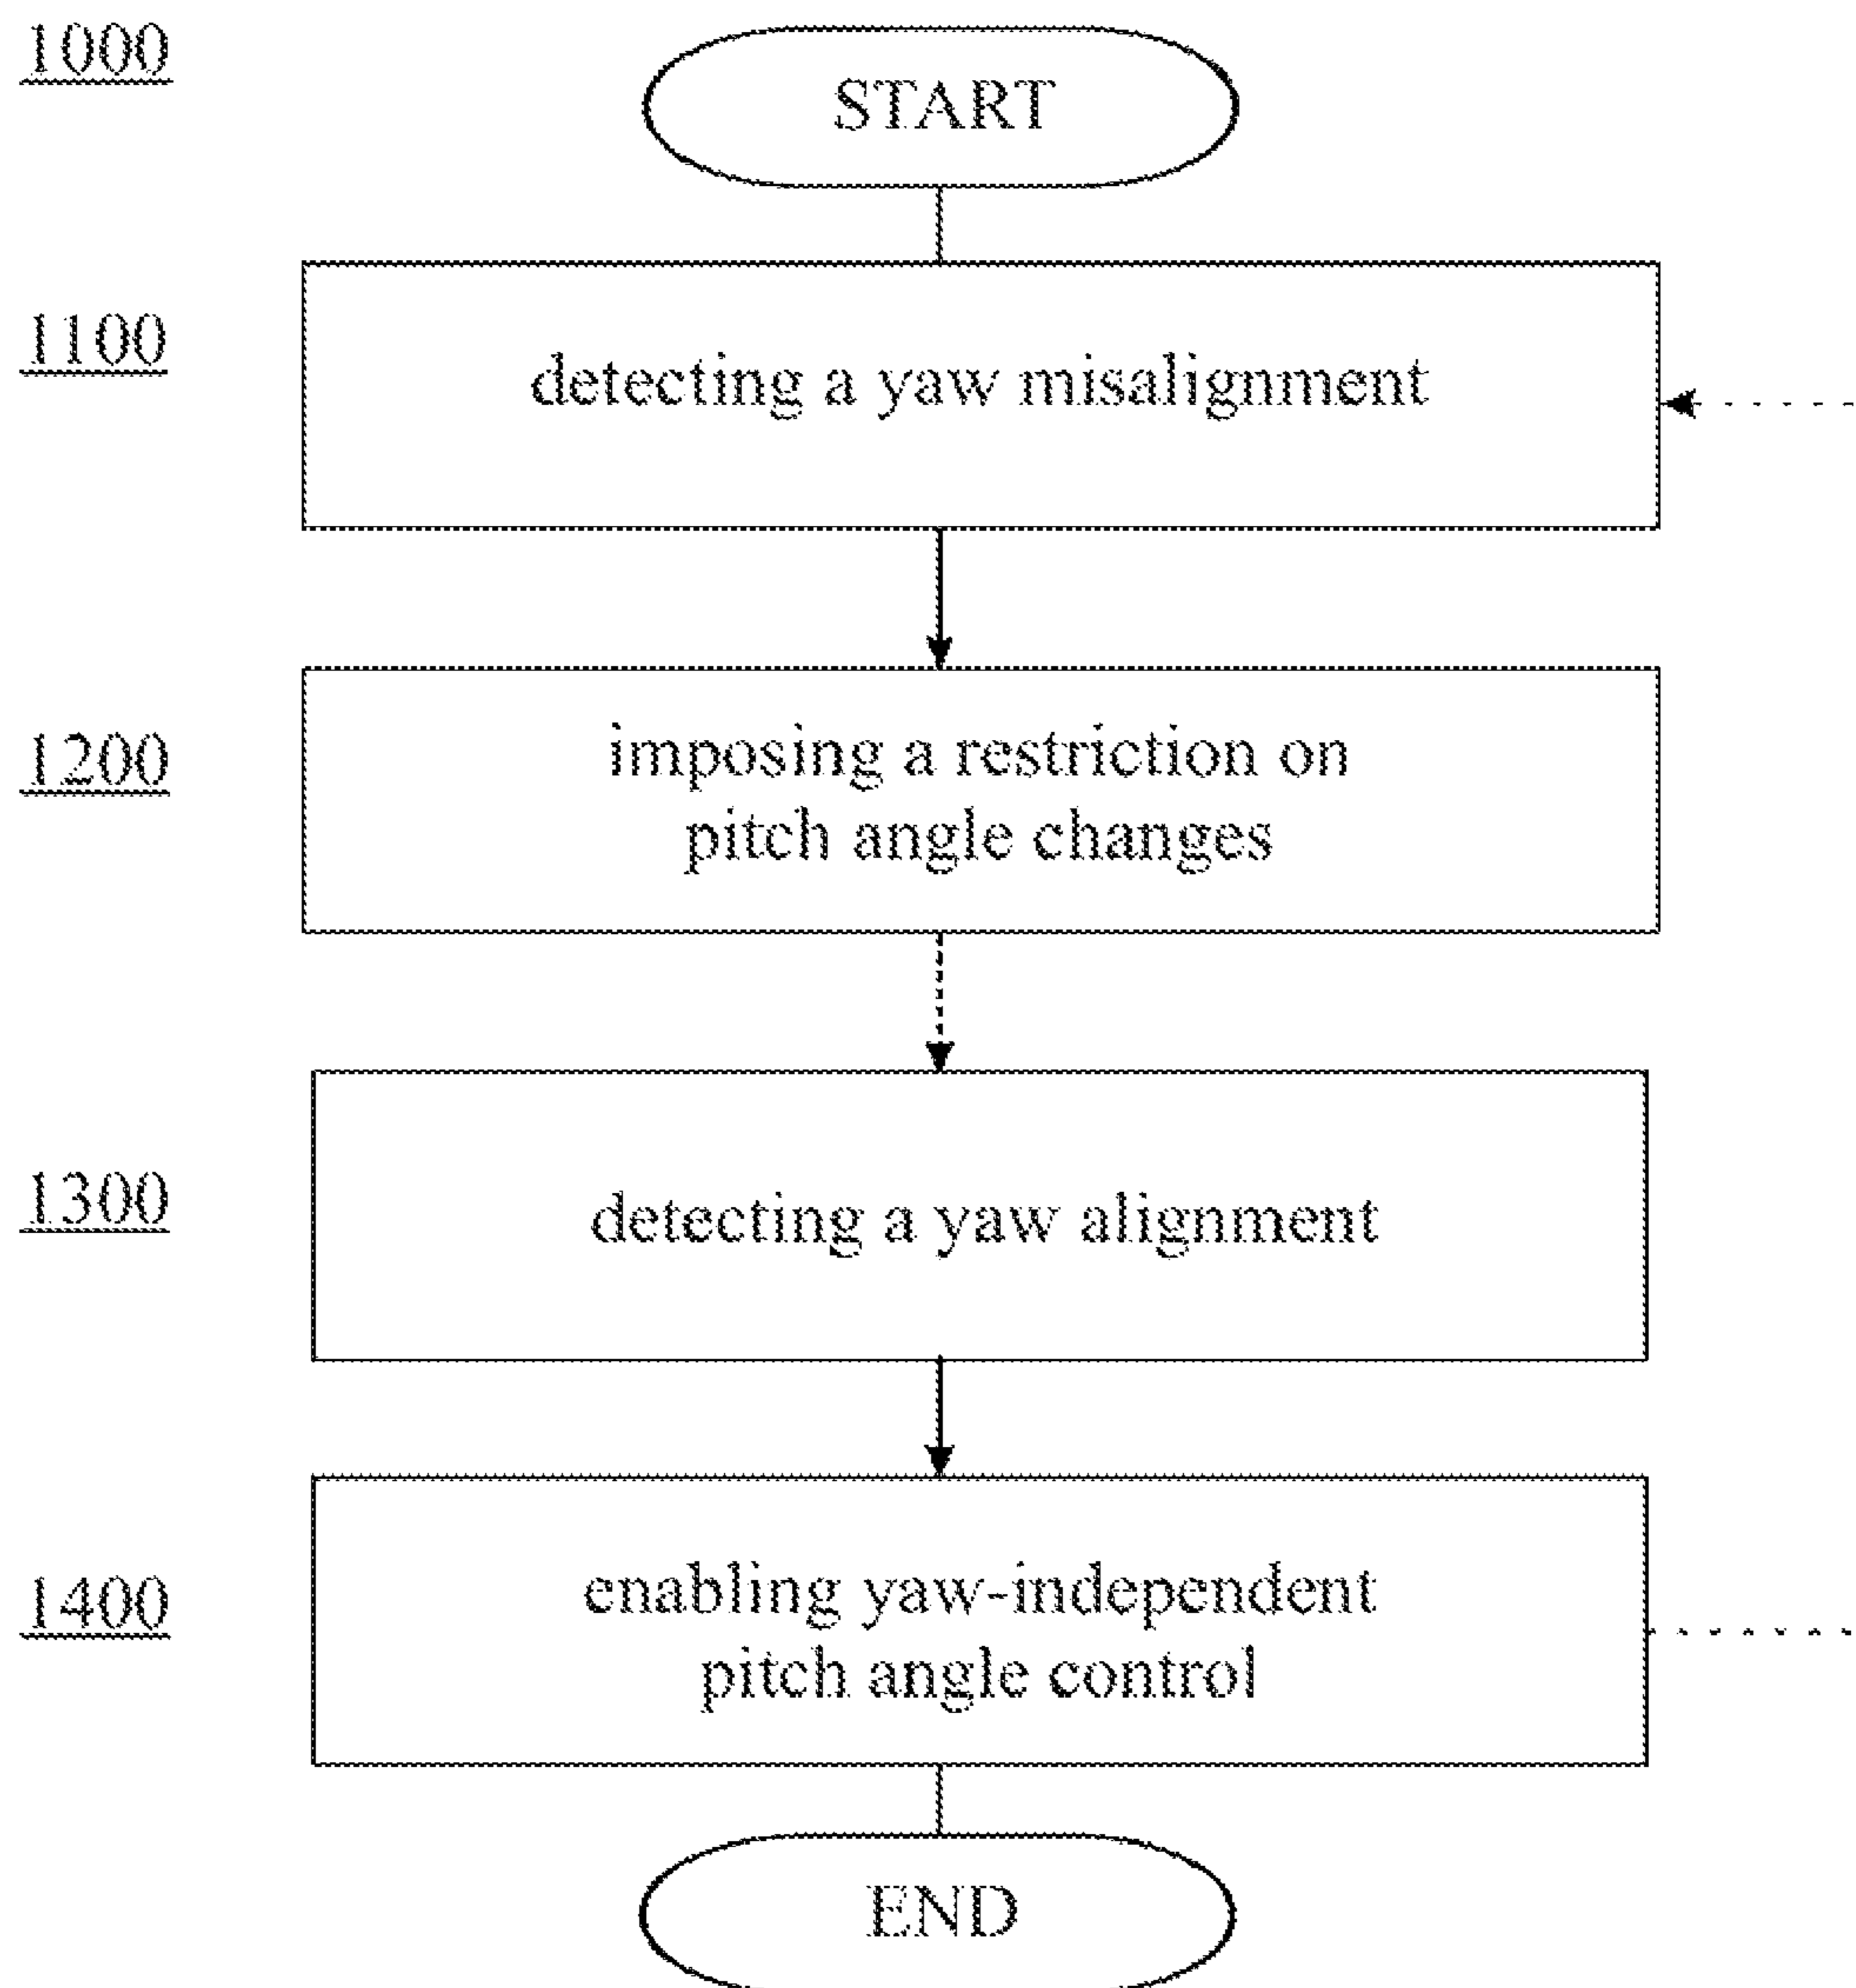 1000
START
1100
detecting a yaw misalignment
1200
imposing a restriction on
pitch angle changes
1300
detecting a yaw alignment
1400
enabling yaw-independent
pitch angle control
END